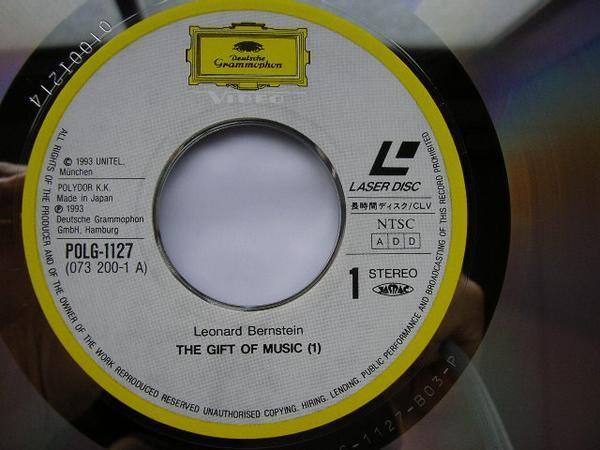 Deutsche
Grammophon
VIDEO
© 1993 UNITEL,
München
POLYDOR K.K.
Made in Japan
℗ 1993
Deutsche Grammophon
GmbH, Hamburg
POLG-1127
(073 200-1 A)
LASER DISC
長時間ディスク/CLV
NTSC
A D D
1 STEREO
JASRAC
Leonard Bernstein
THE GIFT OF MUSIC (1)
ALL RIGHTS OF THE PRODUCER AND OF THE OWNER OF THE WORK REPRODUCED RESERVED UNAUTHORISED COPYING. HIRING. LENDING. PUBLIC PERFORMANCE AND BROADCASTING OF THIS RECORD PROHIBITED
-1127-B03-P